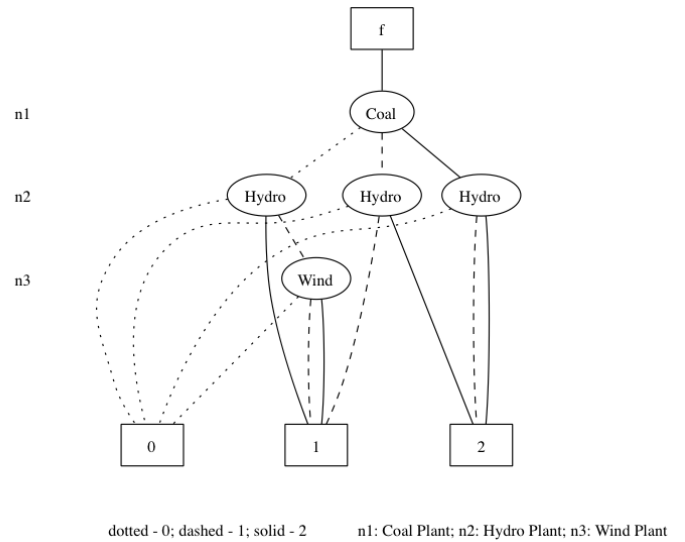 f
n1
Coal
n2
Hydro
Hydro
Hydro
n3
Wind
0
1
2
dotted - 0; dashed - 1; solid - 2
n1: Coal Plant; n2: Hydro Plant; n3: Wind Plant